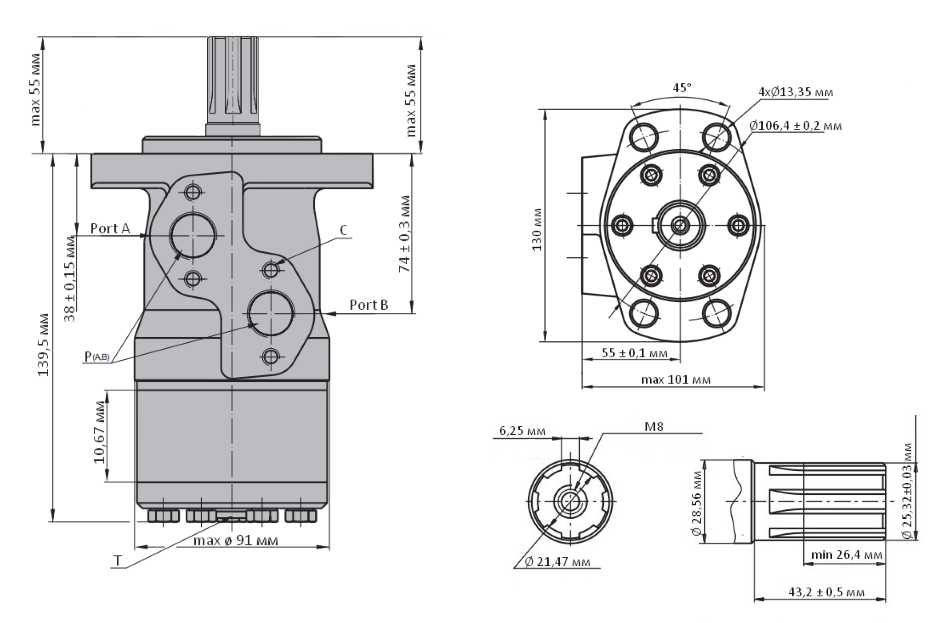 max 55 мм
max 55 мм
Port A
C
38 ± 0,15 мм
74 ± 0,3 мм
139,5 мм
Port B
P(A,B)
10,67 мм
max ø 91 мм
T
45°
4xØ13,35 мм
Ø106,4 ± 0,2 мм
130 мм
55 ± 0,1 мм
max 101 мм
6,25 мм
M8
Ø 21,47 мм
Ø 28,56 мм
Ø 25,32±0,03 мм
min 26,4 мм
43,2 ± 0,5 мм